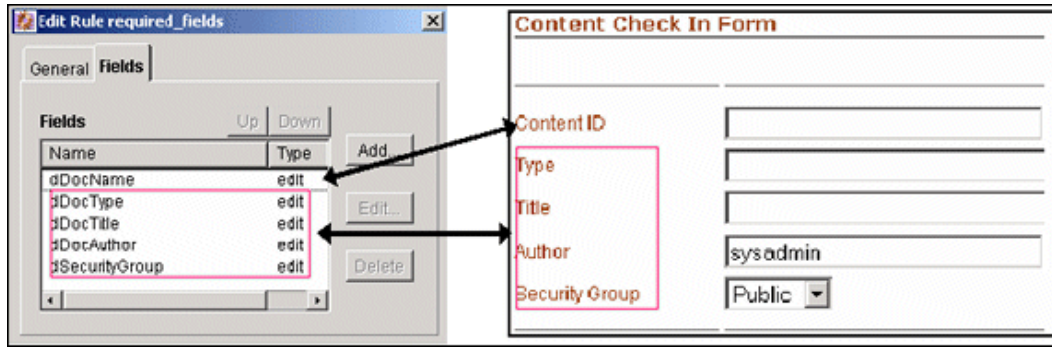 Edit Rule required_fields
General Fields
Fields Up Down
Name Type
Add...
dDocName edit
dDocType edit
dDocTitle edit
dDocAuthor edit
dSecurityGroup edit
Edit...
Delete
Content Check In Form
Content ID
Type
Title
Author sysadmin
Security Group Public